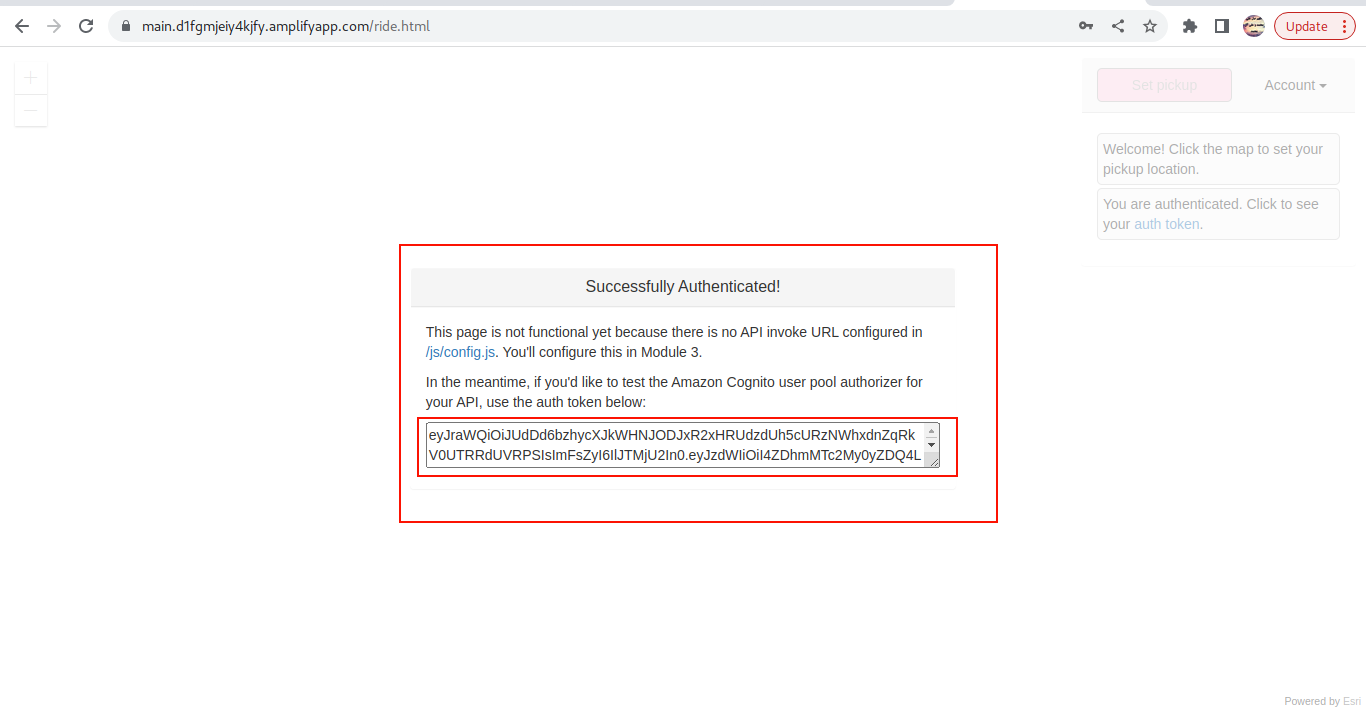 main.d1fgmjeiy4kjfy.amplifyapp.com/ride.html
Update
Set pickup
Account
Welcome! Click the map to set your
pickup location.
You are authenticated. Click to see
your auth token.
Successfully Authenticated!
This page is not functional yet because there is no API invoke URL configured in
/js/config.js. You'll configure this in Module 3.
In the meantime, if you'd like to test the Amazon Cognito user pool authorizer for
your API, use the auth token below:
eyJraWQiOiJUdDd6bzhycXJkWHNJODJxR2xHRUdzdUh5cURzNWhxdnZqRk
V0UTRRdUVRPSIsImFsZyI6IlJTMjU2In0.eyJzdWIiOiI4ZDhmMTc2My0yZDQ4L
Powered by Esri